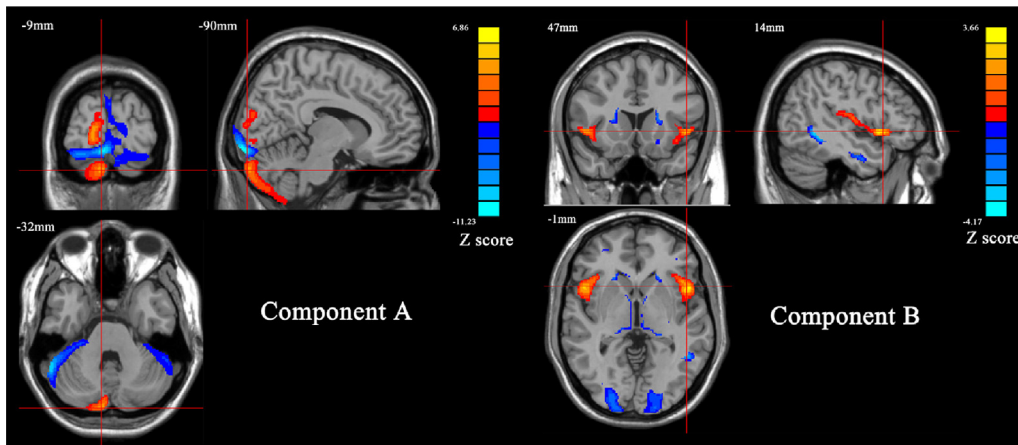 -9mm
-90mm
6.86
-11.23
Z score
-32mm
Component A
47mm
14mm
3.66
-4.17
Z score
-1mm
Component B